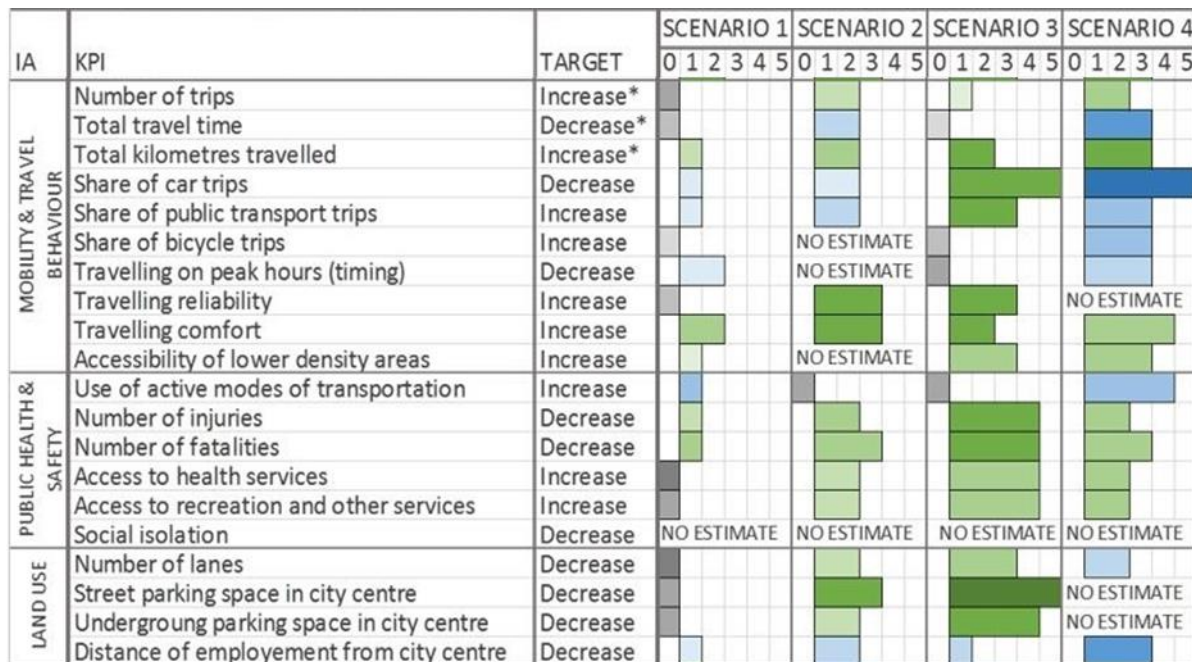 SCENARIO 1 SCENARIO 2 SCENARIO 3 SCENARIO 4
IA KPI TARGET 0 1 2 3 4 5 0 1 2 3 4 5 0 1 2 3 4 5 0 1 2 3 4 5
MOBILITY & TRAVEL BEHAVIOUR
Number of trips Increase*
Total travel time Decrease*
Total kilometres travelled Increase*
Share of car trips Decrease
Share of public transport trips Increase
Share of bicycle trips Increase NO ESTIMATE
Travelling on peak hours (timing) Decrease NO ESTIMATE
Travelling reliability Increase NO ESTIMATE
Travelling comfort Increase
Accessibility of lower density areas Increase NO ESTIMATE
PUBLIC HEALTH & SAFETY
Use of active modes of transportation Increase
Number of injuries Decrease
Number of fatalities Decrease
Access to health services Increase
Access to recreation and other services Increase
Social isolation Decrease NO ESTIMATE NO ESTIMATE NO ESTIMATE NO ESTIMATE
LAND USE
Number of lanes Decrease
Street parking space in city centre Decrease NO ESTIMATE
Undergroung parking space in city centre Decrease NO ESTIMATE
Distance of employement from city centre Decrease